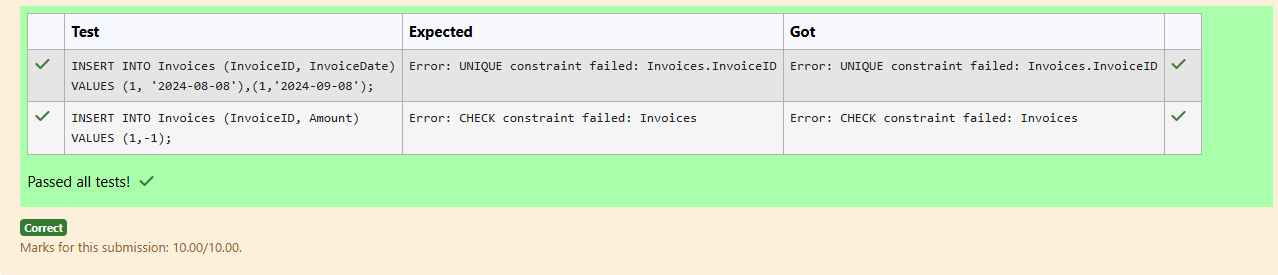 Test Expected Got
INSERT INTO Invoices (InvoiceID, InvoiceDate) Error: UNIQUE constraint failed: Invoices.InvoiceID Error: UNIQUE constraint failed: Invoices.InvoiceID
VALUES (1, '2024-08-08'),(1,'2024-09-08');
INSERT INTO Invoices (InvoiceID, Amount) Error: CHECK constraint failed: Invoices Error: CHECK constraint failed: Invoices
VALUES (1,-1);
Passed all tests!
Correct
Marks for this submission: 10.00/10.00.